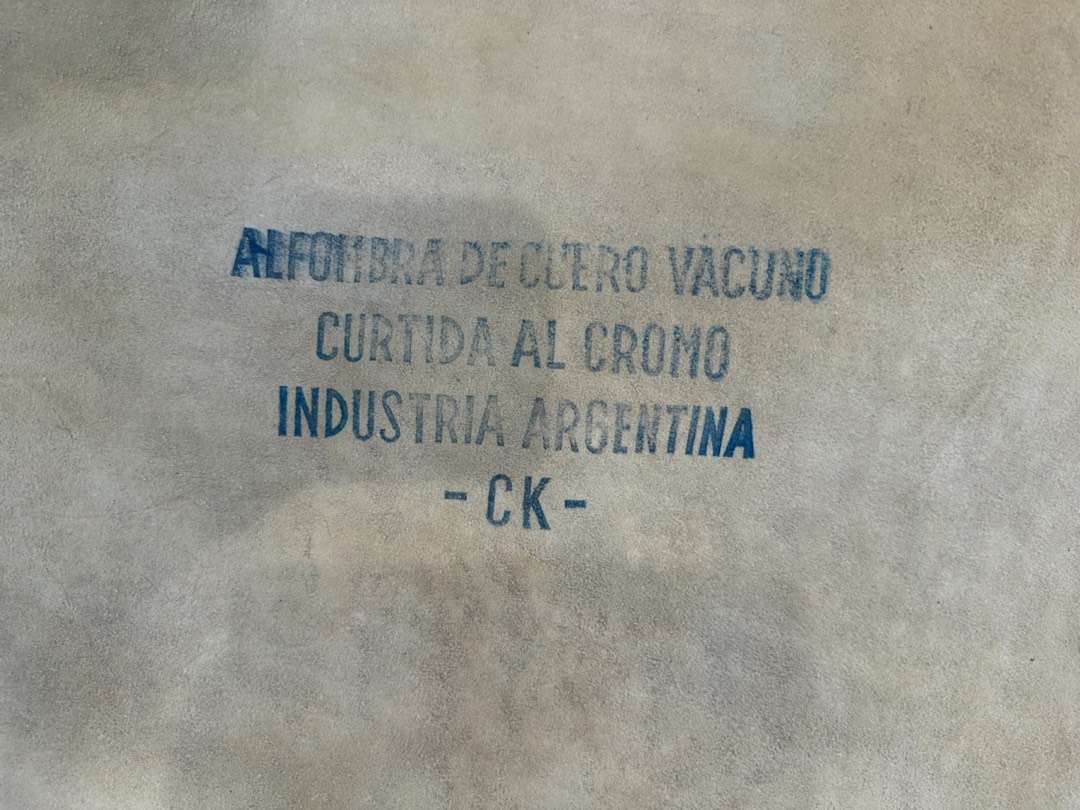 ALFOMBRA DE CUERO VACUNO
CURTIDA AL CROMO
INDUSTRIA ARGENTINA
- CK -